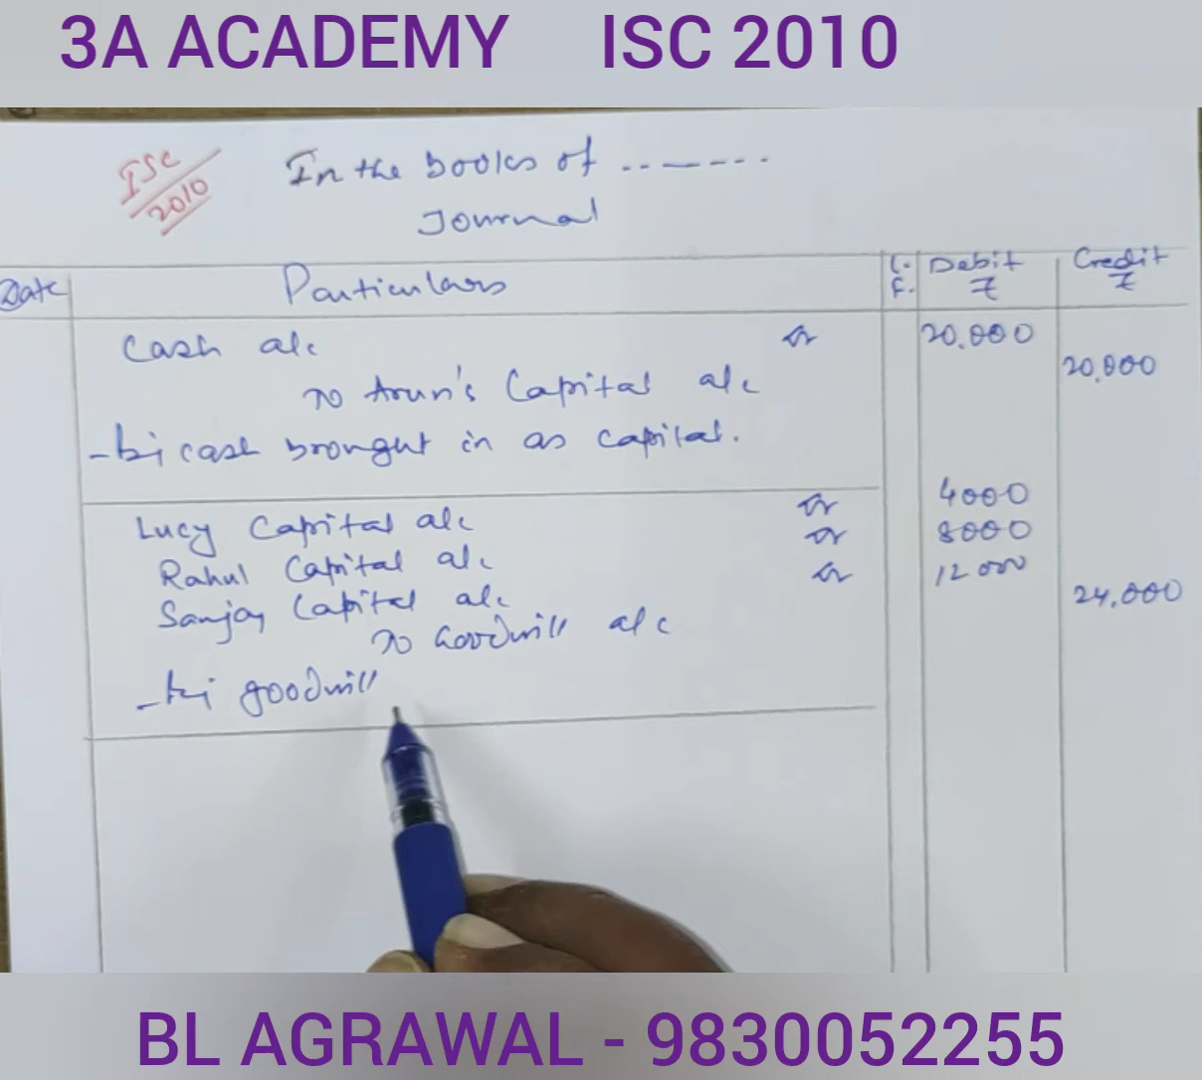 3A ACADEMY ISC 2010
ISC
2010
In the books of .. - - - ..
Journal
Date Particulars L.F. Debit ₹ Credit ₹
Cash a/c Dr 20,000
To Arun's Capital a/c 20,000
- bi cash brought in as capital.
Lucy Capital a/c Dr 4000
Rahul Capital a/c Dr 8000
Sanjay Capital a/c Dr 12000
To Goodwill a/c 24,000
- bi goodwill
BL AGRAWAL - 9830052255